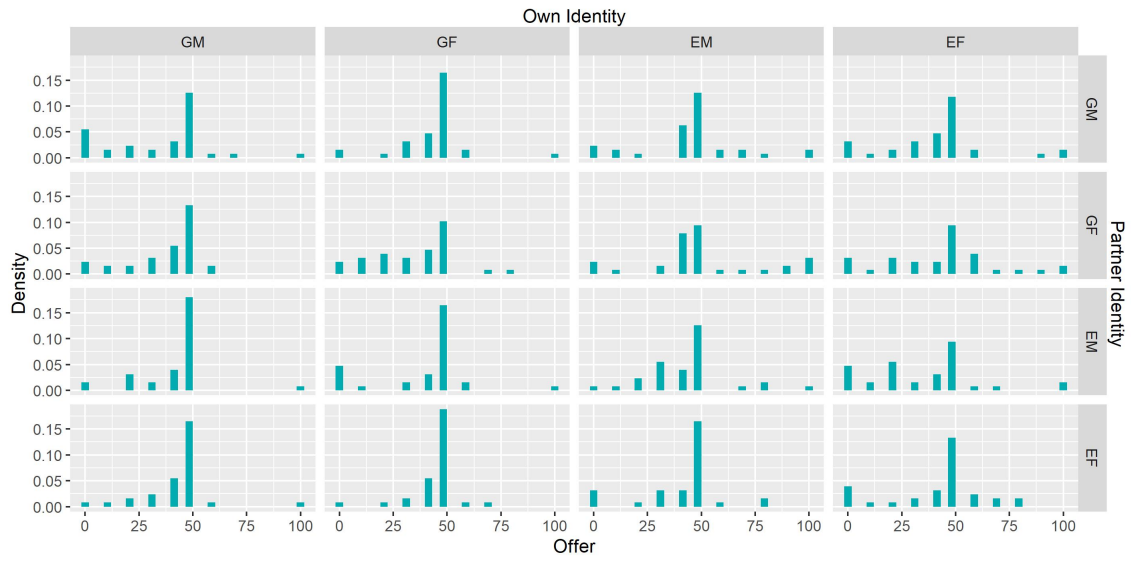 Own Identity
GM GF EM EF
0.15
0.10
0.05
0.00
GM
0.15
0.10
0.05
0.00
GF
0.15
0.10
0.05
0.00
EM
0.15
0.10
0.05
0.00
EF
Density
Partner Identity
0 25 50 75 100 0 25 50 75 100 0 25 50 75 100 0 25 50 75 100
Offer